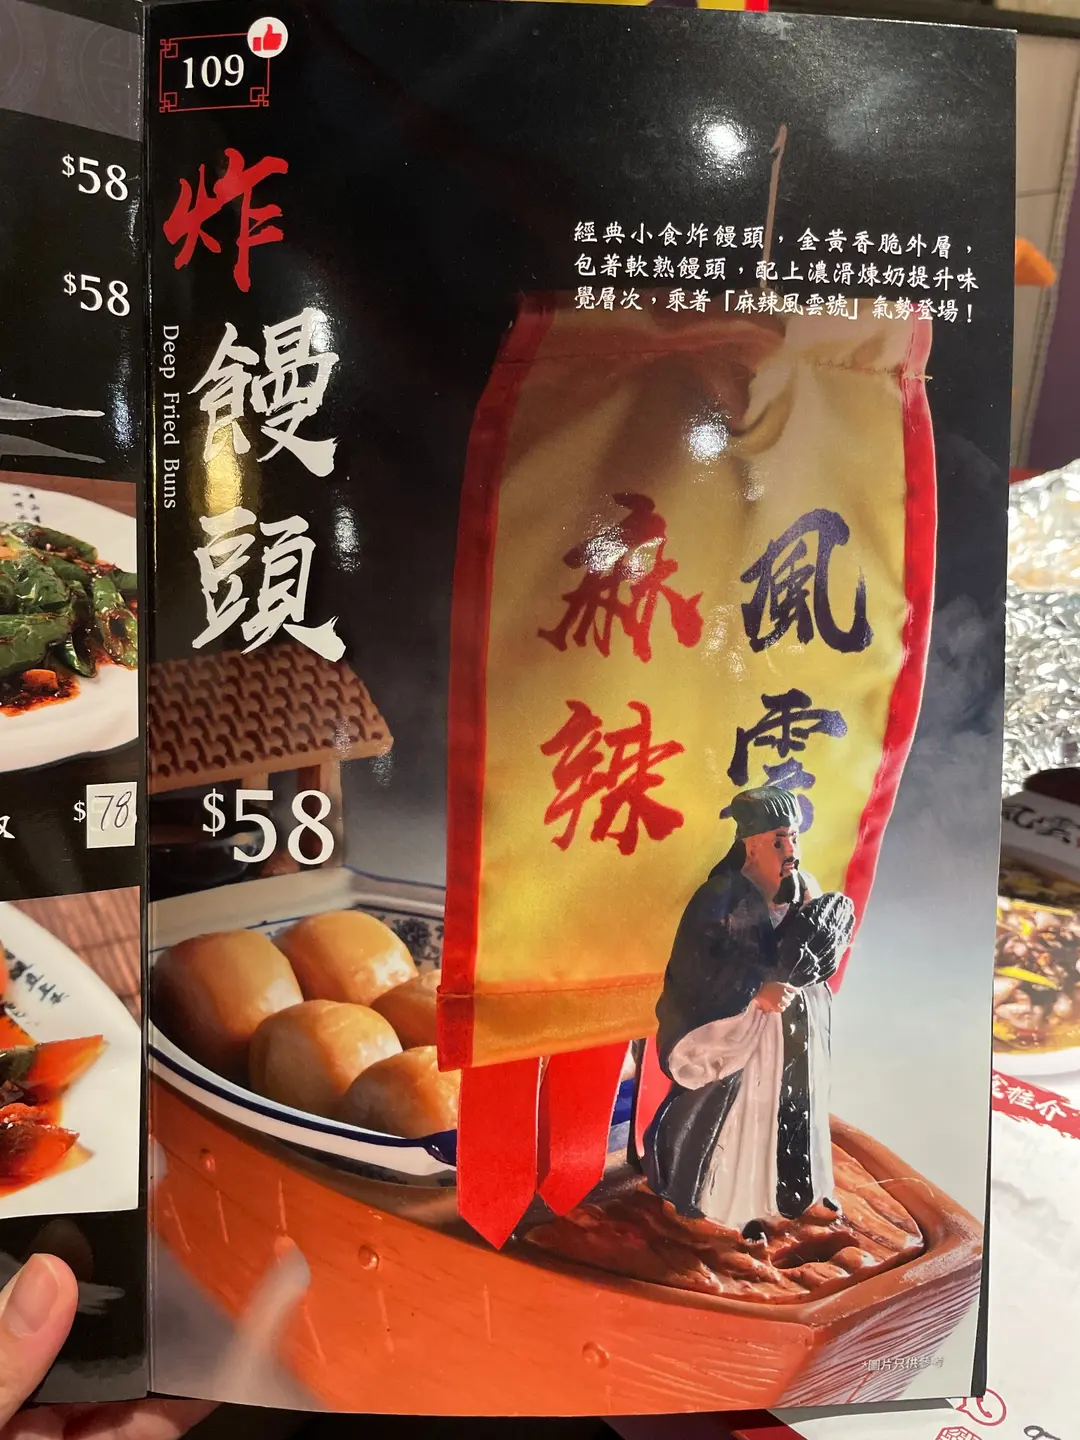 109
炸饅頭
Deep Fried Buns
$58
經典小食炸饅頭，金黃香脆外層，
包著軟熟饅頭，配上濃滑煉奶提升味
覺層次，乘著「麻辣風雲號」氣勢登場！
風雲
麻辣
*圖片只供參考
$58
$58
$78